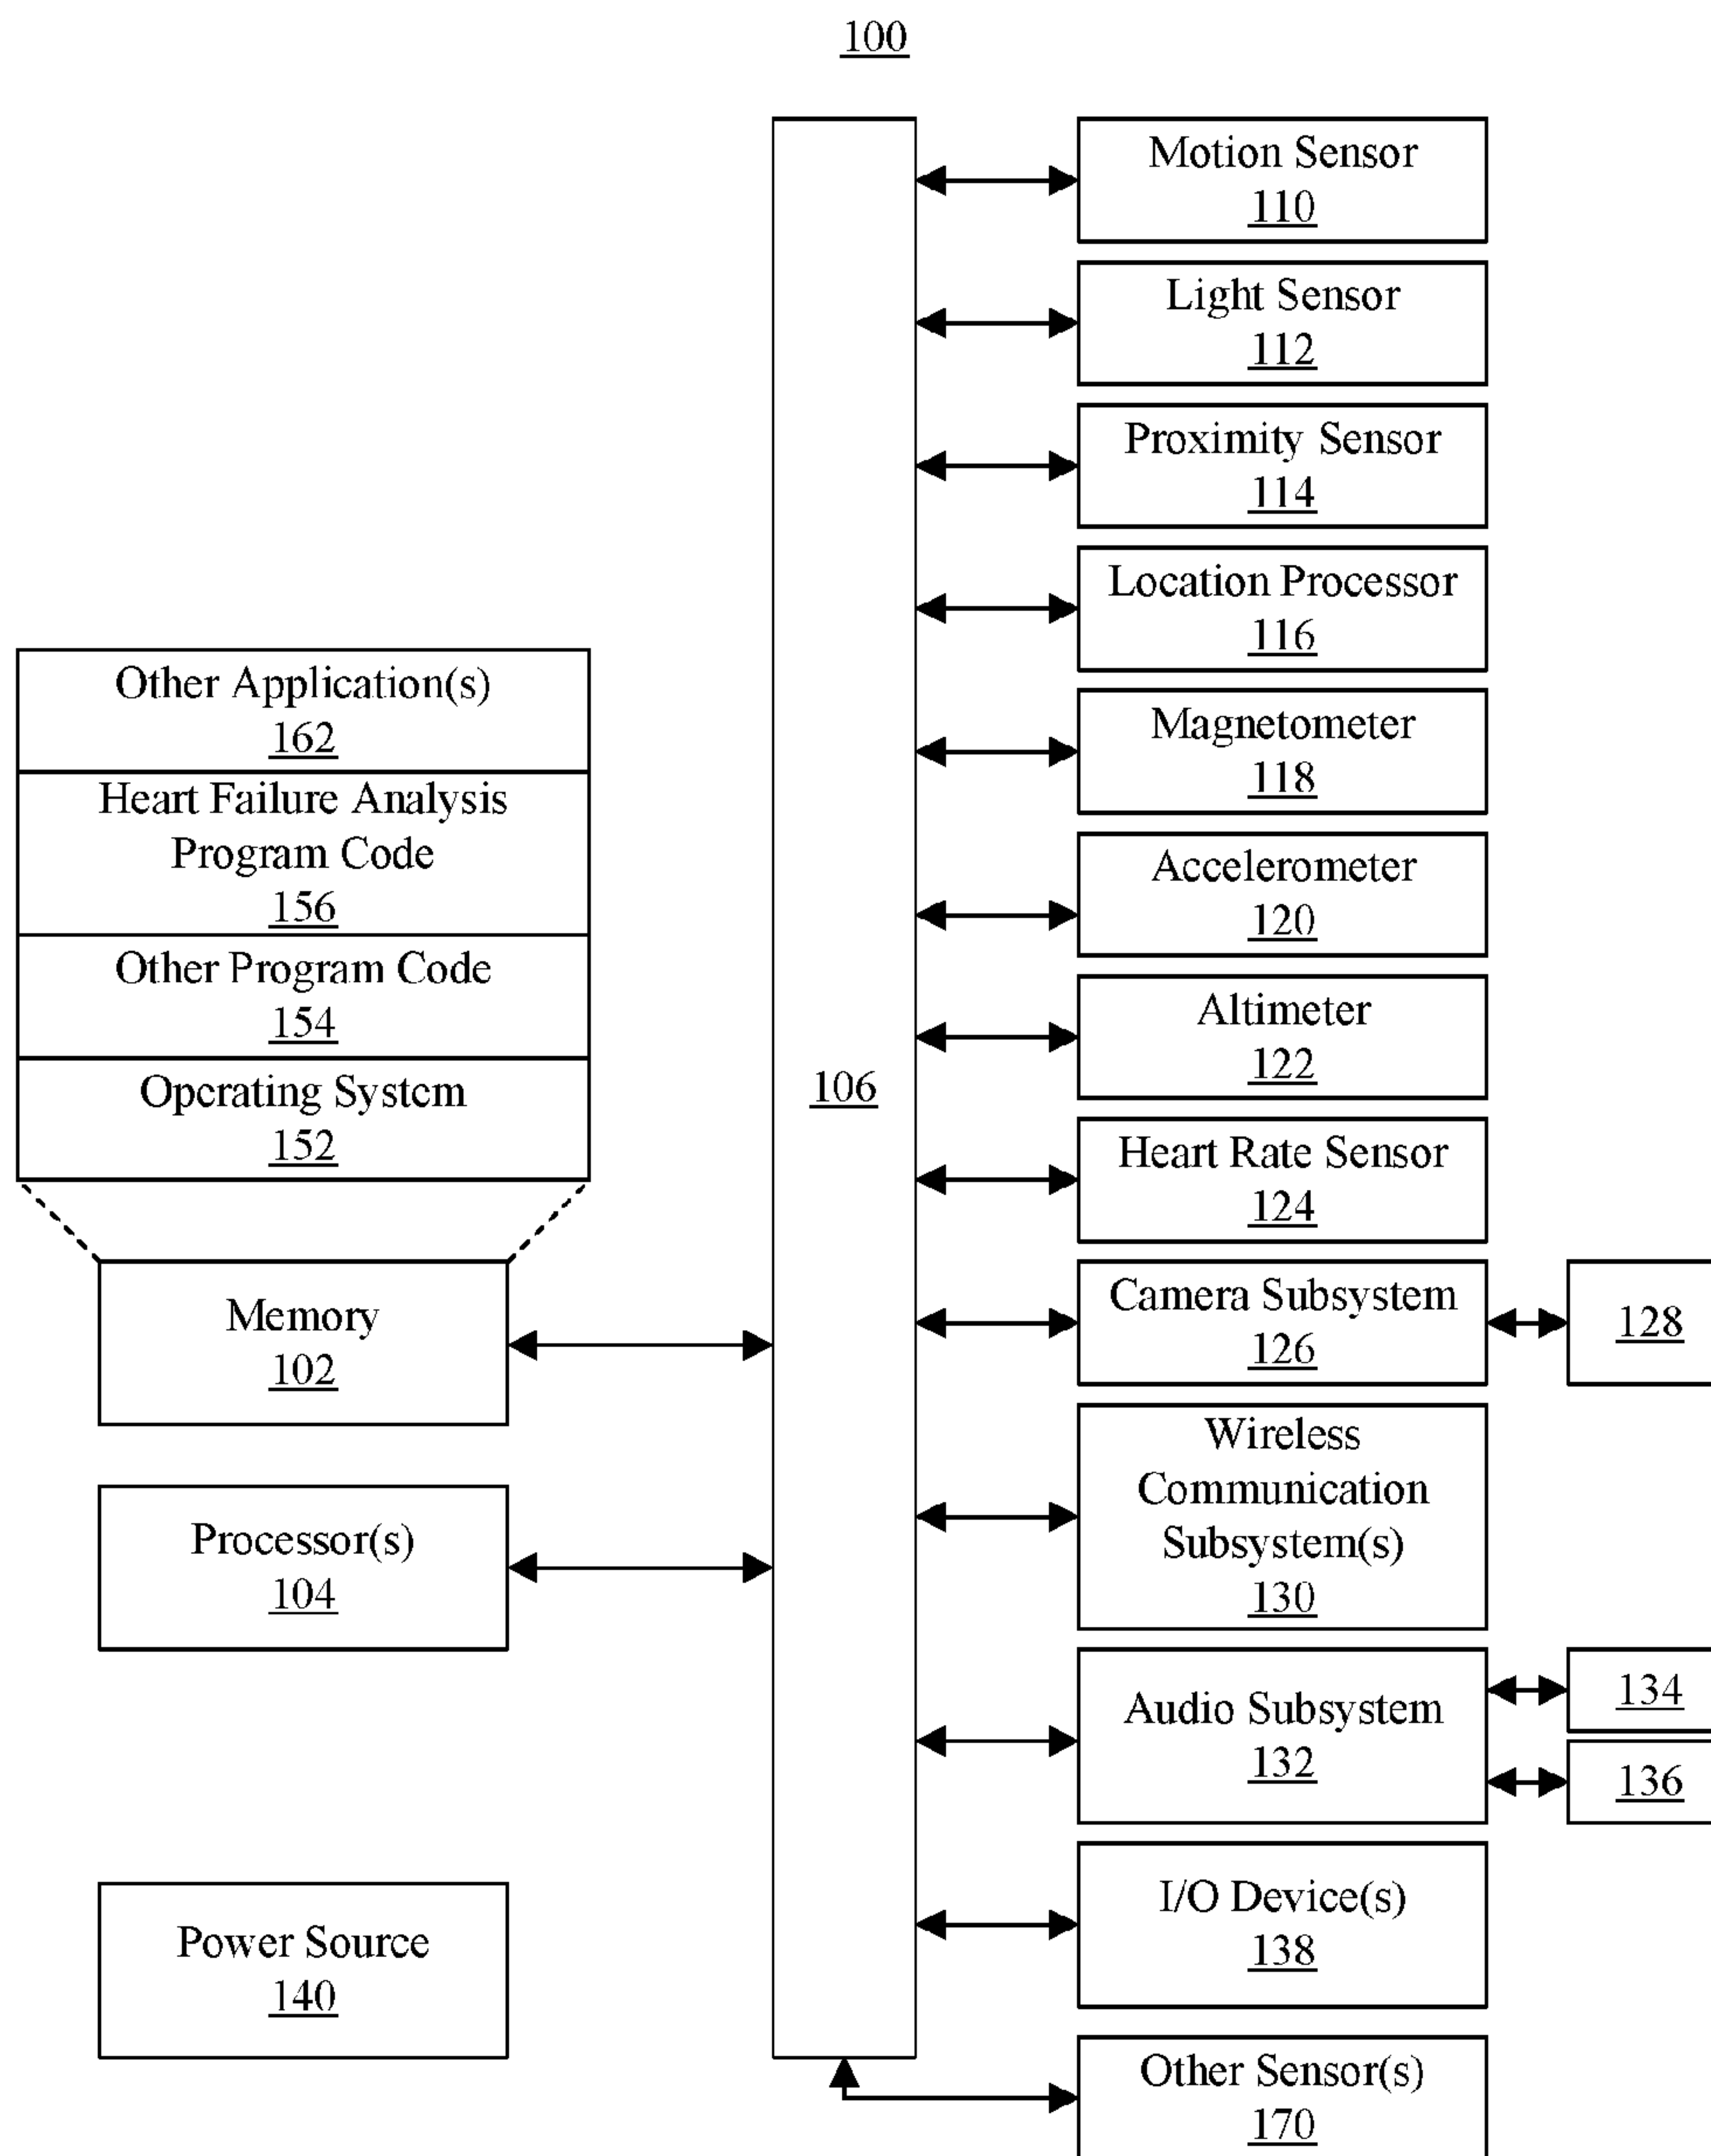 100
Motion Sensor
110
Light Sensor
112
Proximity Sensor
114
Location Processor
116
Other Application(s)
162
Magnetometer
118
Heart Failure Analysis
Program Code
156
Accelerometer
120
Other Program Code
154
Altimeter
122
106
Operating System
152
Heart Rate Sensor
124
Memory
102
Camera Subsystem
126
128
Wireless
Communication
Subsystem(s)
130
Processor(s)
104
Audio Subsystem
132
134
136
I/O Device(s)
138
Power Source
140
Other Sensor(s)
170